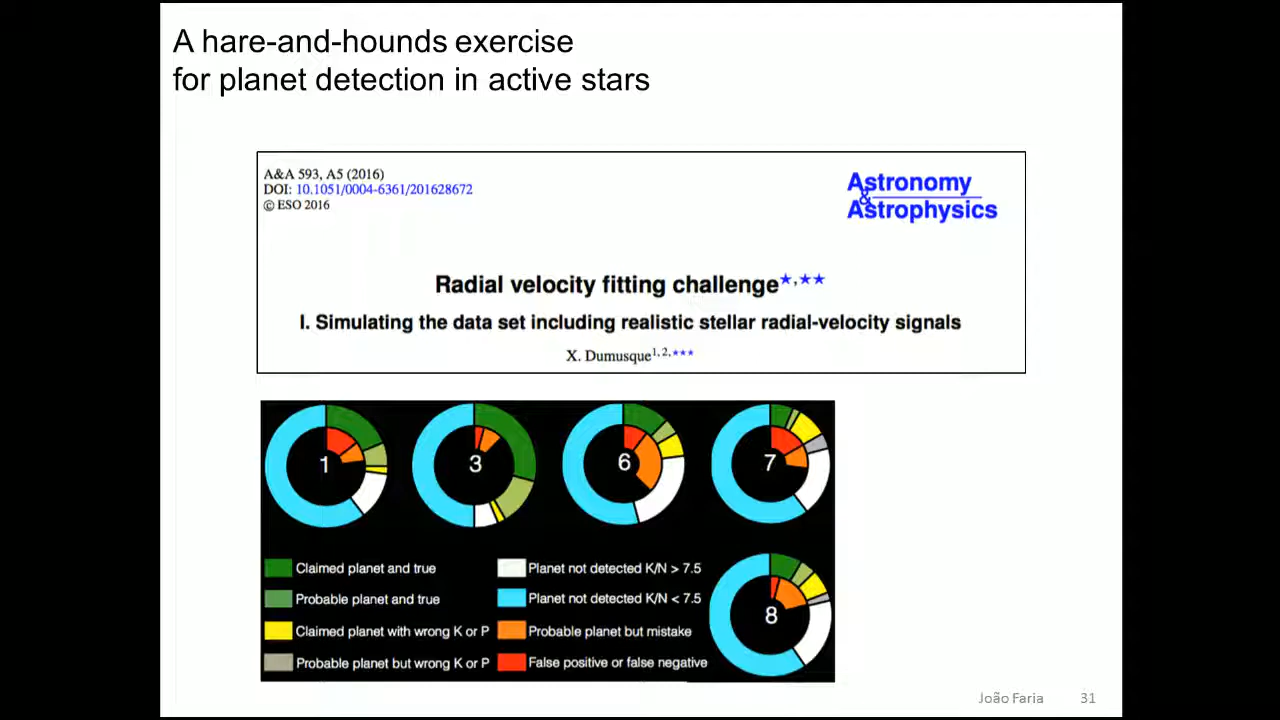 A hare-and-hounds exercise
for planet detection in active stars
A&A 593, A5 (2016)
DOI: 10.1051/0004-6361/201628672
© ESO 2016
Astronomy
&
Astrophysics
Radial velocity fitting challenge★,★★
I. Simulating the data set including realistic stellar radial-velocity signals
X. Dumusque1,2,★★★
1
3
6
7
8
Claimed planet and true
Probable planet and true
Claimed planet with wrong K or P
Probable planet but wrong K or P
Planet not detected K/N > 7.5
Planet not detected K/N < 7.5
Probable planet but mistake
False positive or false negative
João Faria
31